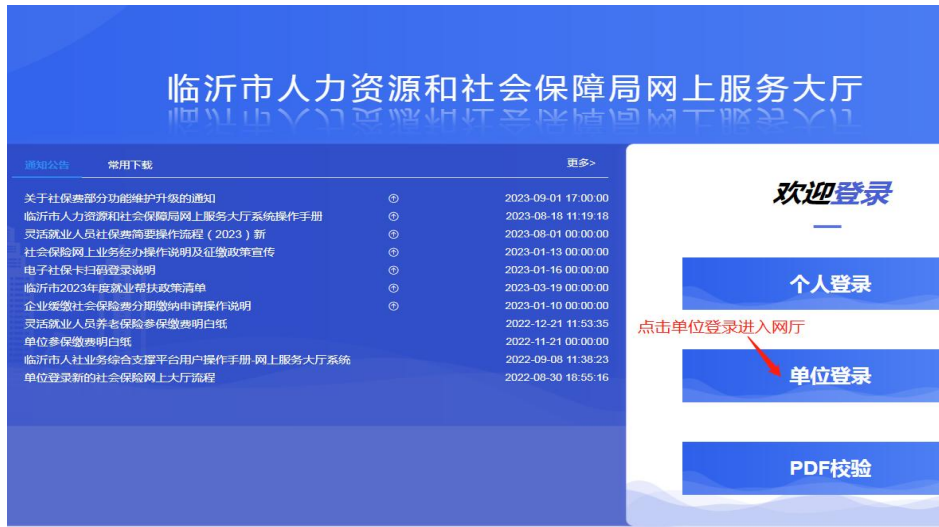 临沂市人力资源和社会保障局网上服务大厅
通知公告 常用下载 更多>
关于社保费部分功能维护升级的通知 2023-09-01 17:00:00
临沂市人力资源和社会保障局网上服务大厅系统操作手册 2023-08-18 11:19:18
灵活就业人员社保费简要操作流程（2023）新 2023-08-01 00:00:00
社会保险网上业务经办操作说明及征缴政策宣传 2023-01-13 00:00:00
电子社保卡扫码登录说明 2023-01-16 00:00:00
临沂市2023年度就业帮扶政策清单 2023-03-19 00:00:00
企业缓缴社会保险费分期缴纳申请操作说明 2023-01-10 00:00:00
灵活就业人员养老保险参保缴费明白纸 2022-12-21 11:53:35
单位参保缴费明白纸 2022-11-21 00:00:00
临沂市人社业务综合支撑平台用户操作手册-网上服务大厅系统 2022-09-08 11:38:23
单位登录新的社会保险网上大厅流程 2022-08-30 18:55:16
欢迎登录
个人登录
点击单位登录进入网厅
单位登录
PDF校验